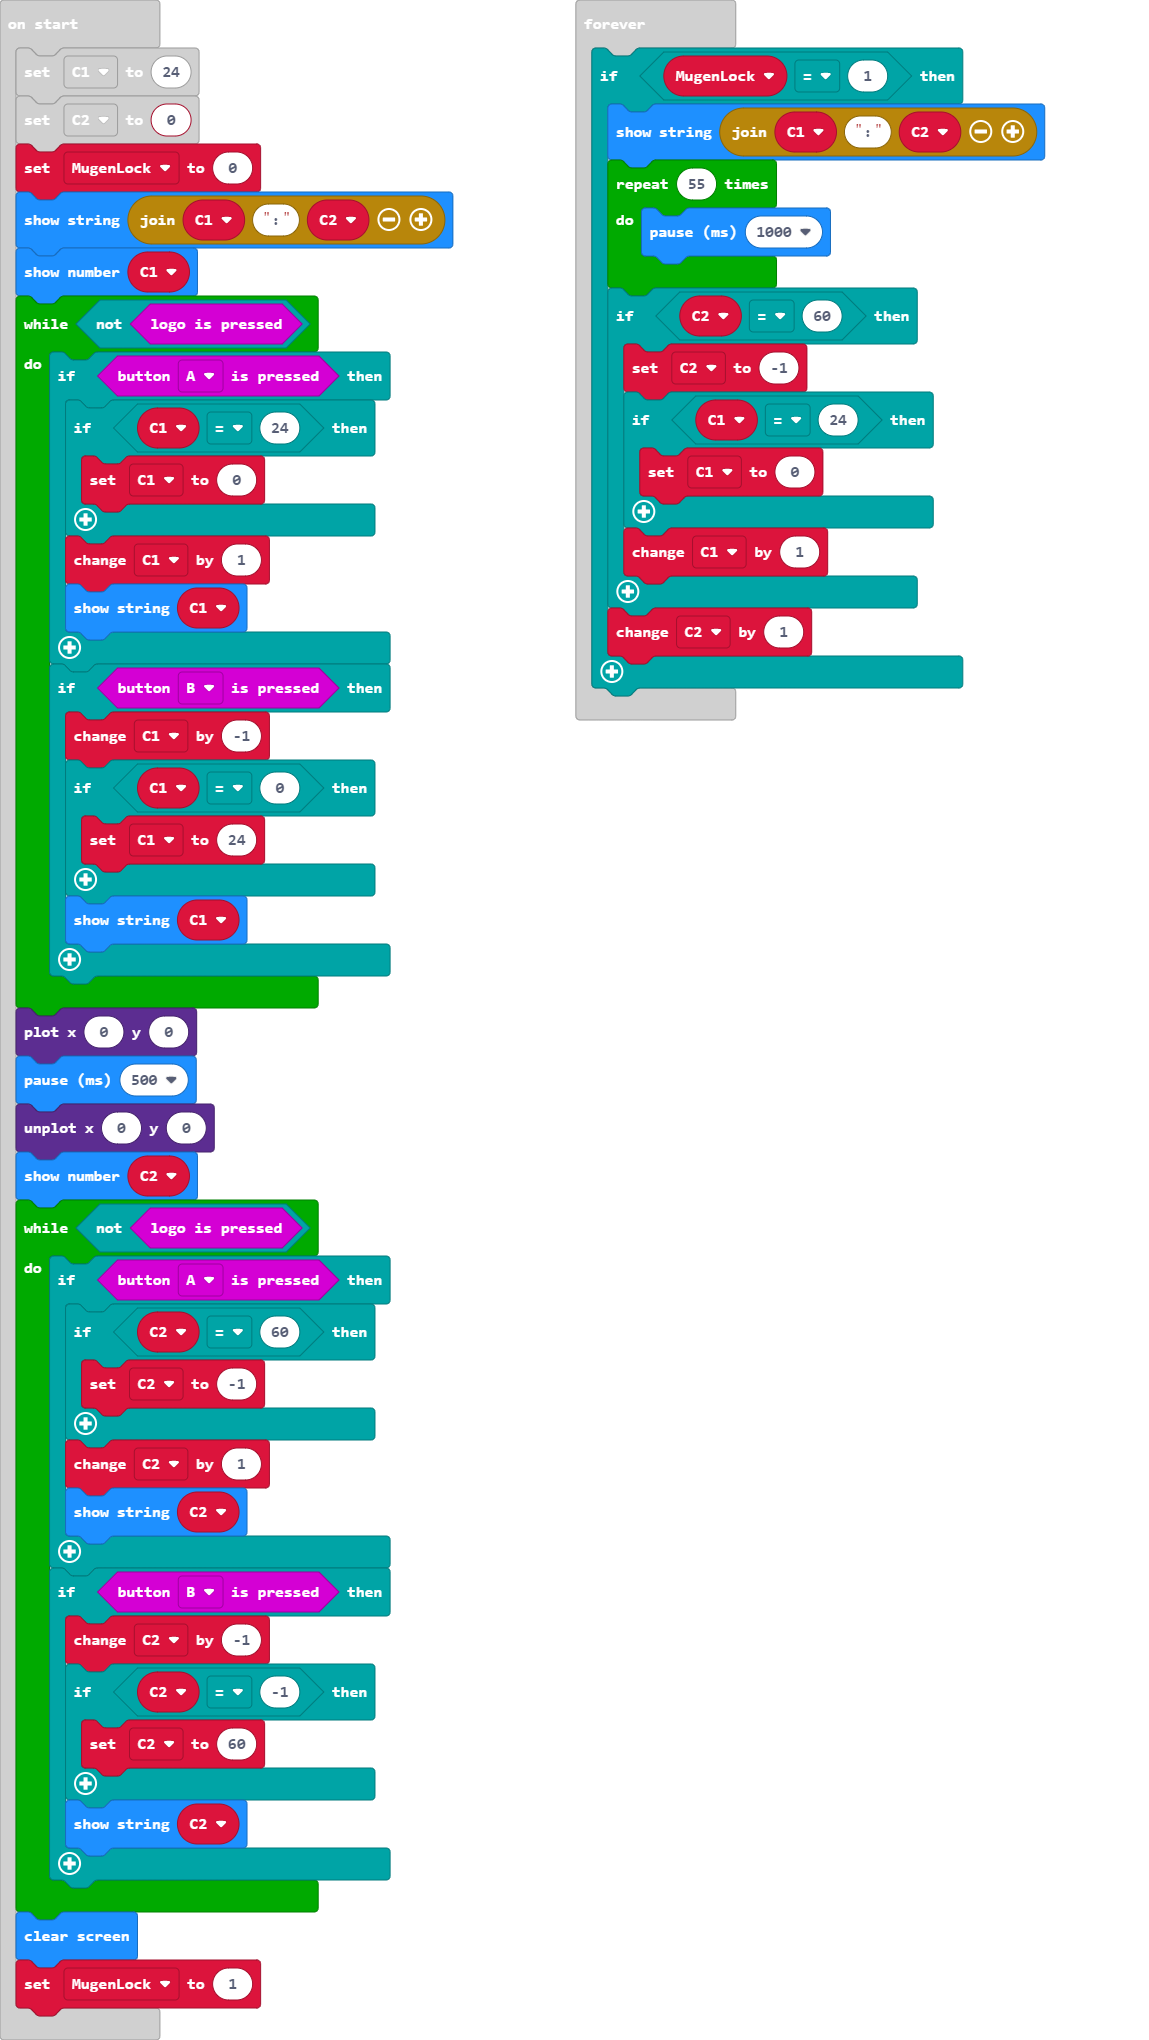 on start
set C1 to 24
set C2 to 0
set MugenLock to 0
show string join C1 ":" C2
show number C1
while not logo is pressed
do if button A is pressed then
if C1 = 24 then
set C1 to 0
change C1 by 1
show string C1
if button B is pressed then
change C1 by -1
if C1 = 0 then
set C1 to 24
show string C1
plot x 0 y 0
pause (ms) 500
unplot x 0 y 0
show number C2
while not logo is pressed
do if button A is pressed then
if C2 = 60 then
set C2 to -1
change C2 by 1
show string C2
if button B is pressed then
change C2 by -1
if C2 = -1 then
set C2 to 60
show string C2
clear screen
set MugenLock to 1
forever
if MugenLock = 1 then
show string join C1 ":" C2
repeat 55 times
do pause (ms) 1000
if C2 = 60 then
set C2 to -1
if C1 = 24 then
set C1 to 0
change C1 by 1
change C2 by 1